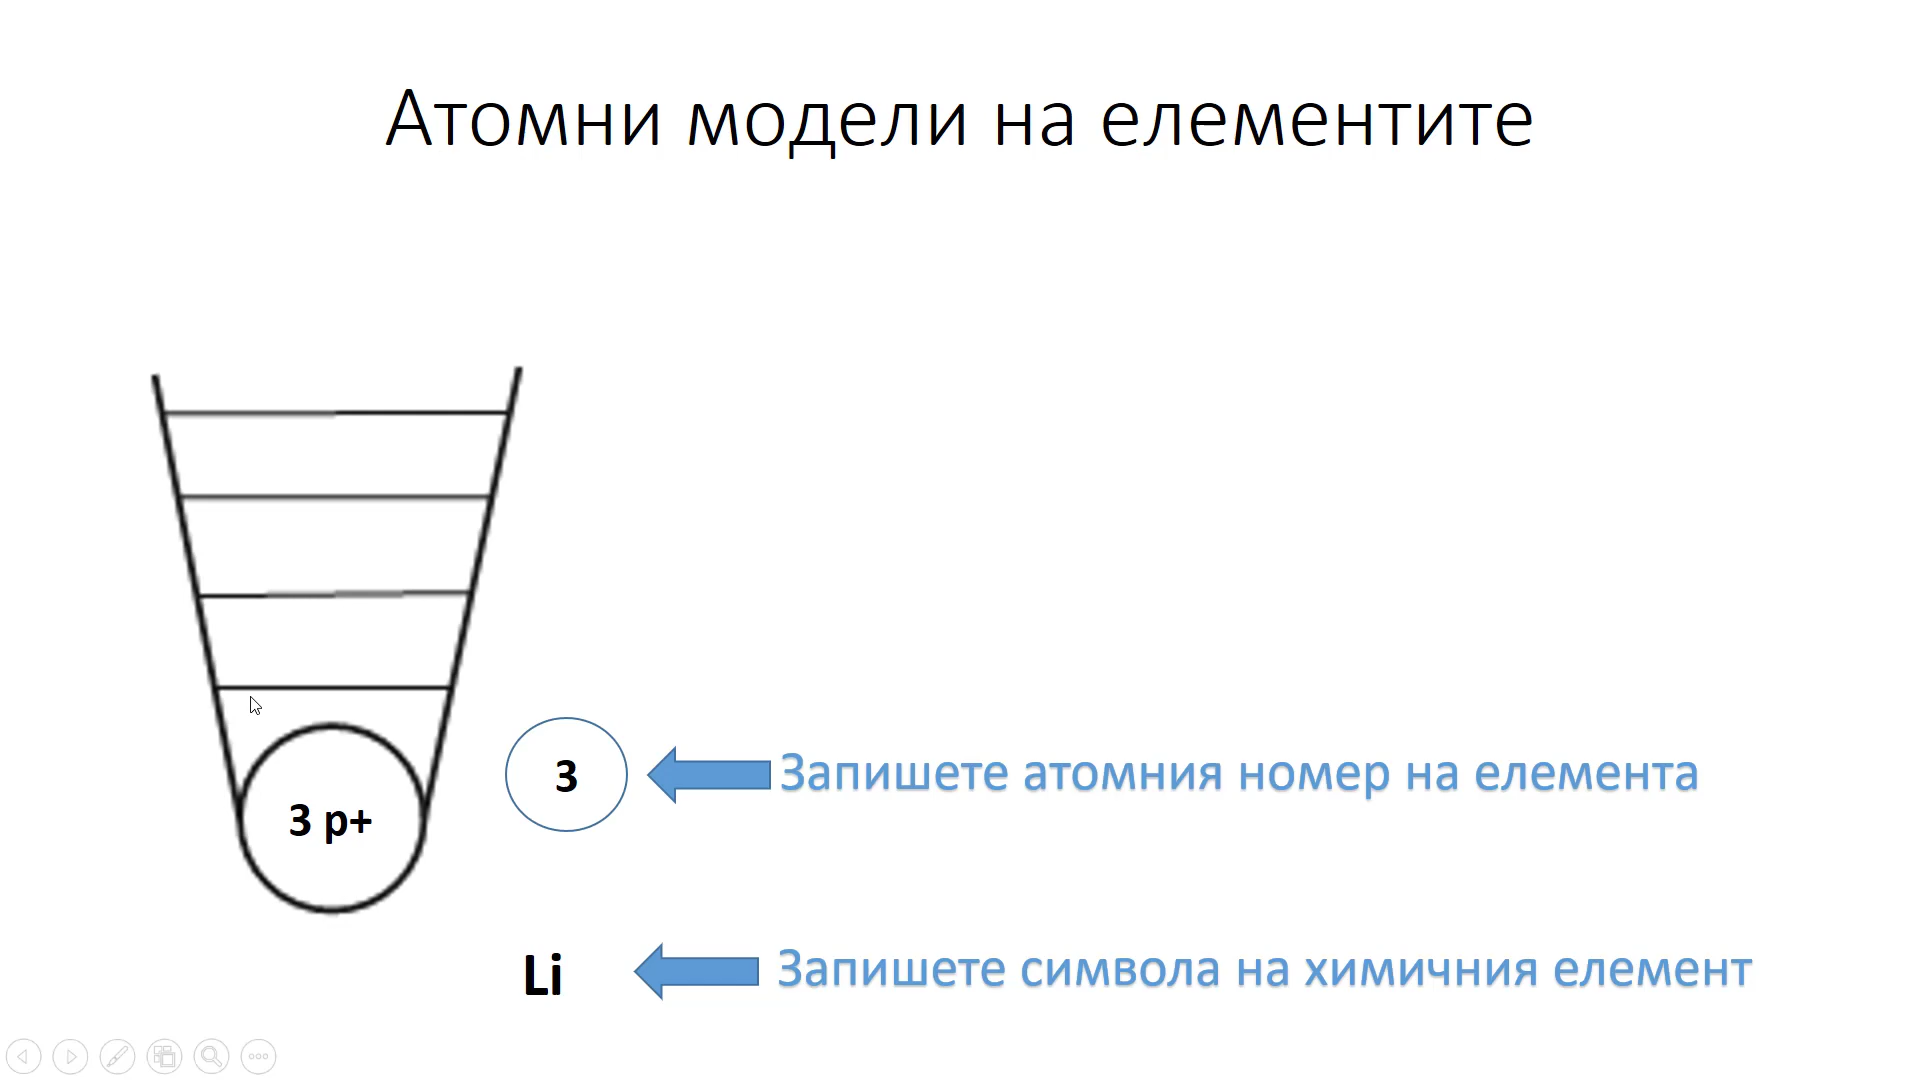 Атомни модели на елементите
3
Запишете атомния номер на елемента
3 p+
Li
Запишете символа на химичния елемент